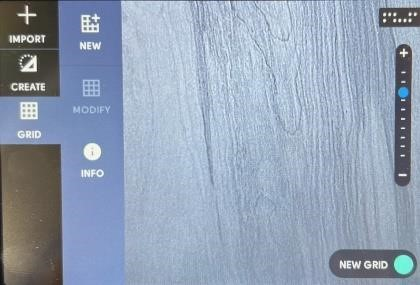 IMPORT
CREATE
GRID
NEW
MODIFY
INFO
NEW GRID